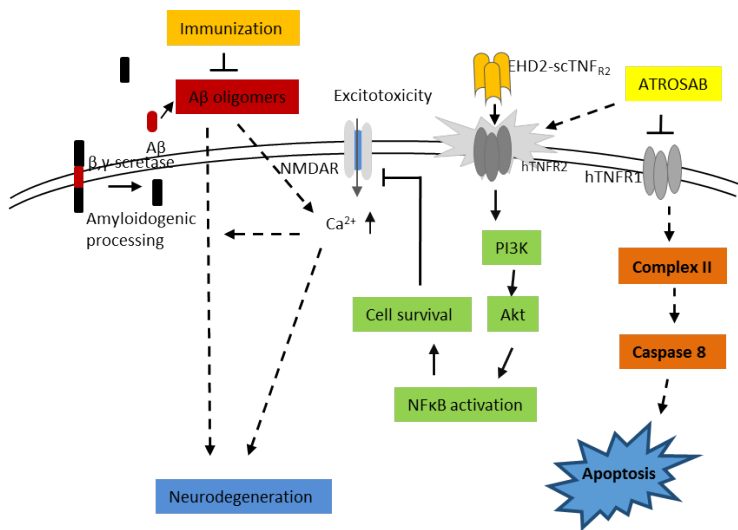 Immunization
EHD2-scTNFR2
ATROSAB
Aβ oligomers
Excitotoxicity
Aβ
β,γ-scretase
NMDAR
hTNFR2
hTNFR1
Amyloidogenic
processing
Ca²⁺
PI3K
Complex II
Cell survival
Akt
Caspase 8
NFκB activation
Apoptosis
Neurodegeneration